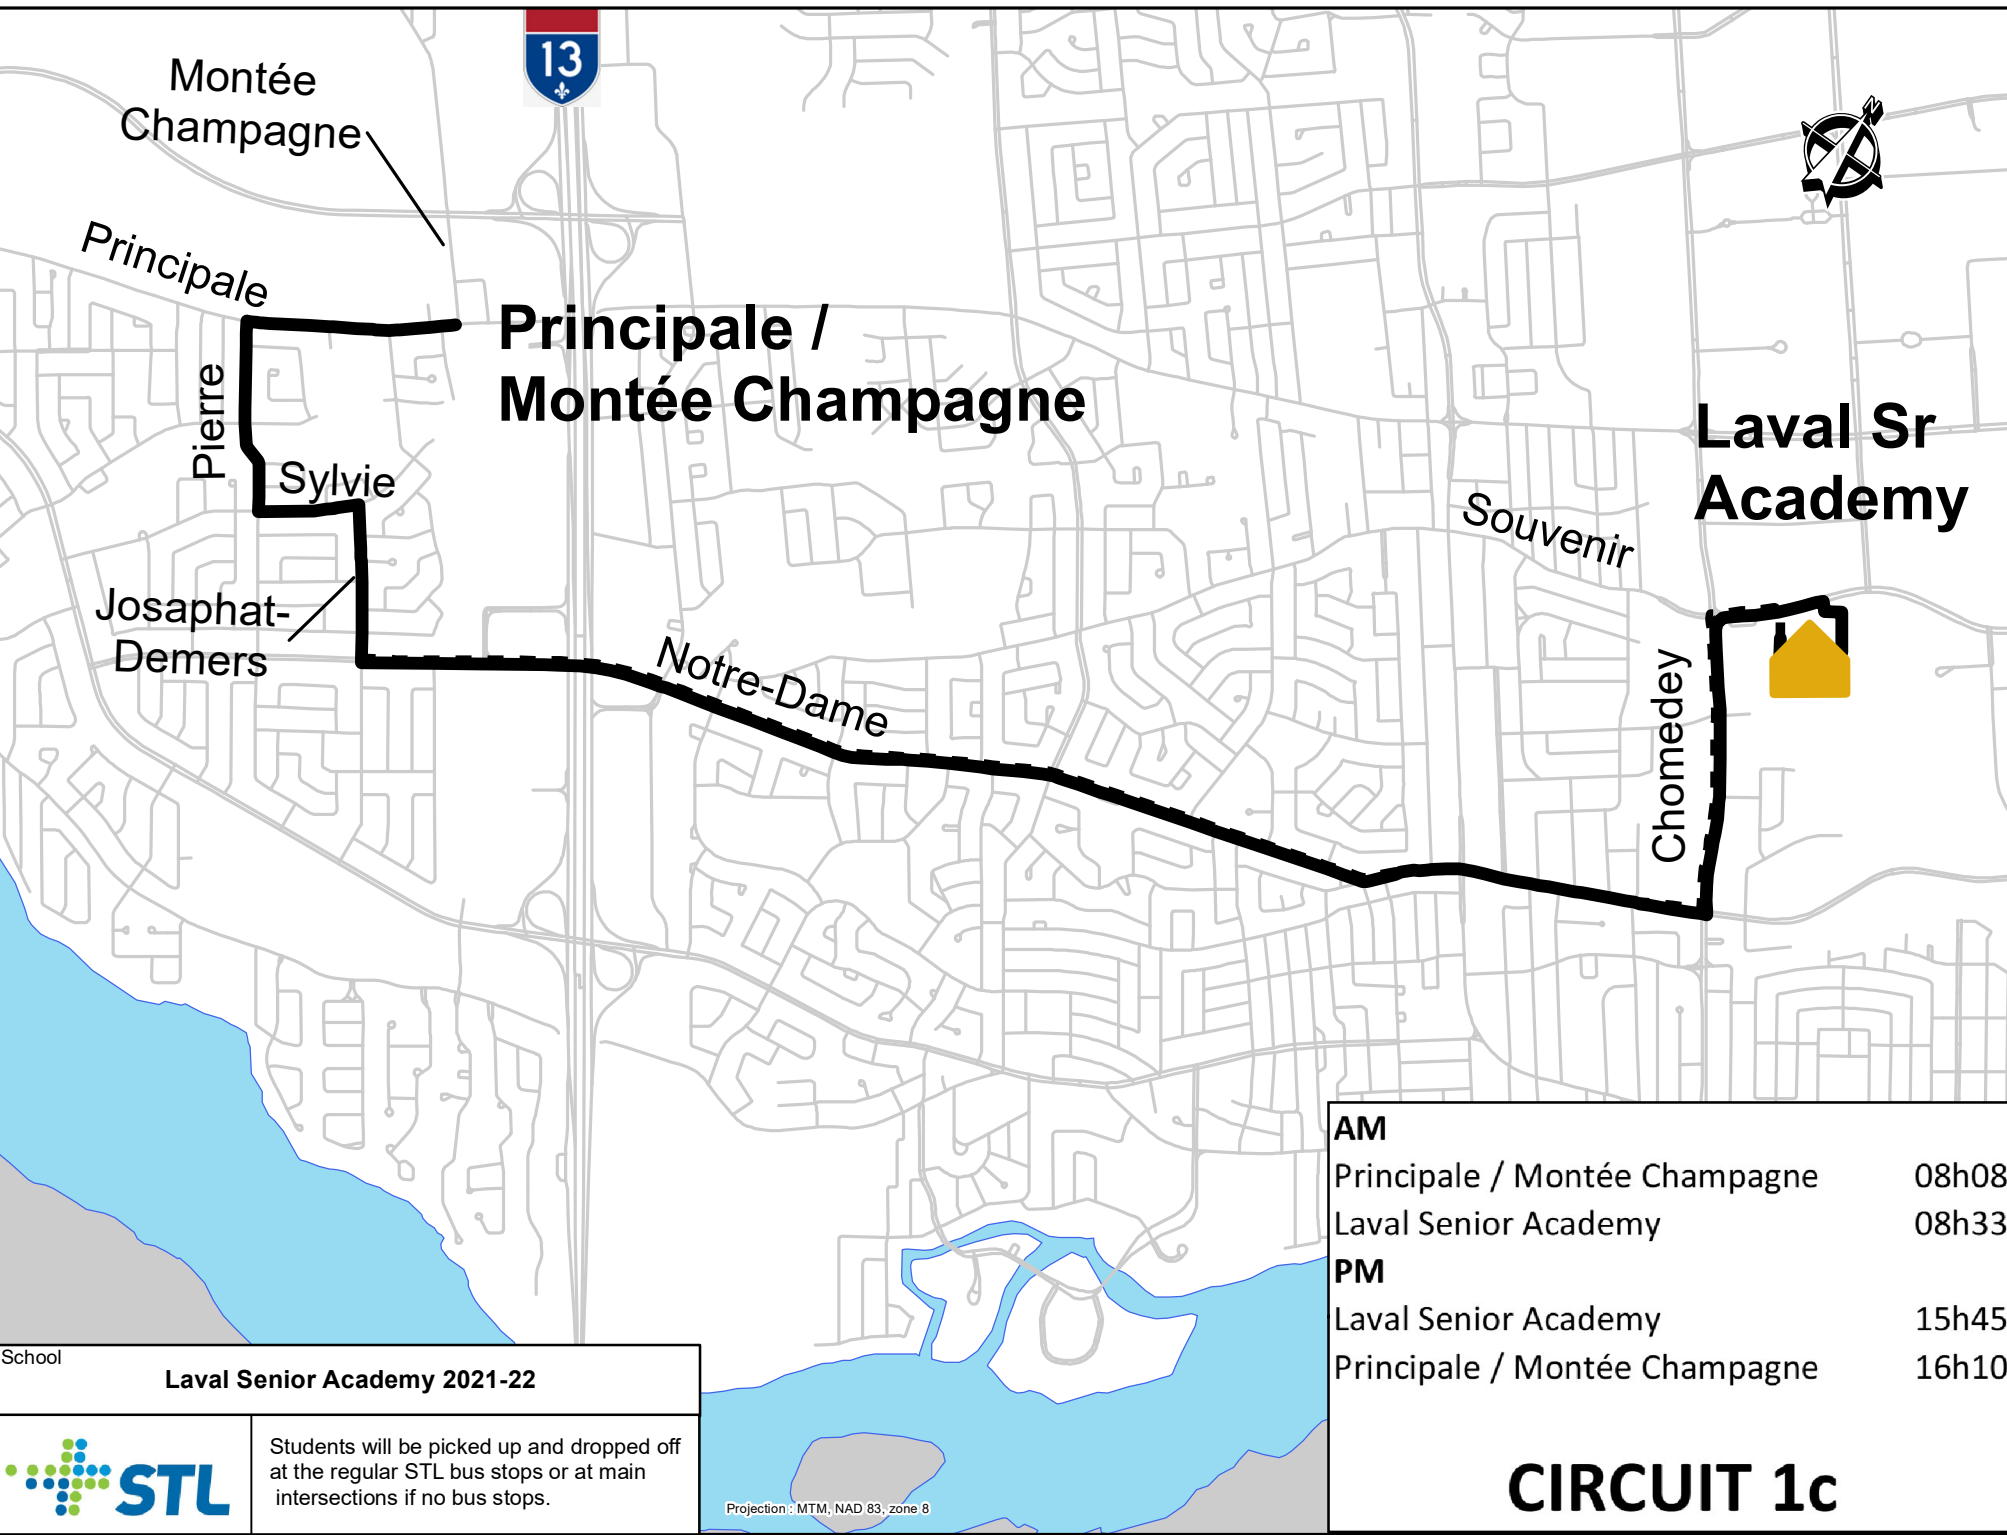 13
N
Montée
Champagne
Principale
Principale /
Montée Champagne
Pierre
Sylvie
Laval Sr
Academy
Souvenir
Josaphat-
Demers
Notre-Dame
Chomedey
AM
Principale / Montée Champagne 08h08
Laval Senior Academy 08h33
PM
Laval Senior Academy 15h45
Principale / Montée Champagne 16h10
CIRCUIT 1c
School
Laval Senior Academy 2021-22
STL
Students will be picked up and dropped off
at the regular STL bus stops or at main
intersections if no bus stops.
Projection : MTM, NAD 83, zone 8